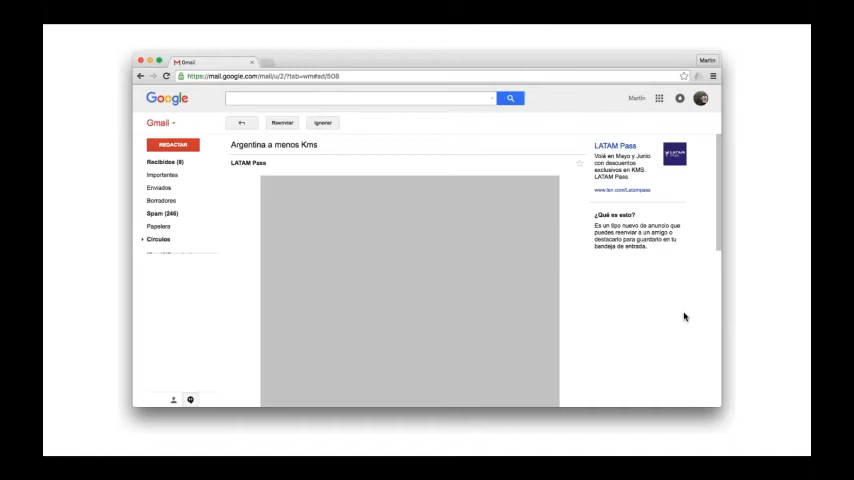 Gmail
Martín
https://mail.google.com/mail/u/2/?tab=wm#ad/508
Google
Martín
Gmail
Reenviar
Ignorar
REDACTAR
Argentina a menos Kms
LATAM Pass
Recibidos (8)
Importantes
Enviados
Borradores
Spam (246)
Papelera
Círculos
LATAM Pass
Volá en Mayo y Junio
con descuentos
exclusivos en KMS.
LATAM Pass
www.lan.com/Latampass
LATAM
¿Qué es esto?
Es un tipo nuevo de anuncio que
puedes reenviar a un amigo o
destacarlo para guardarlo en tu
bandeja de entrada.